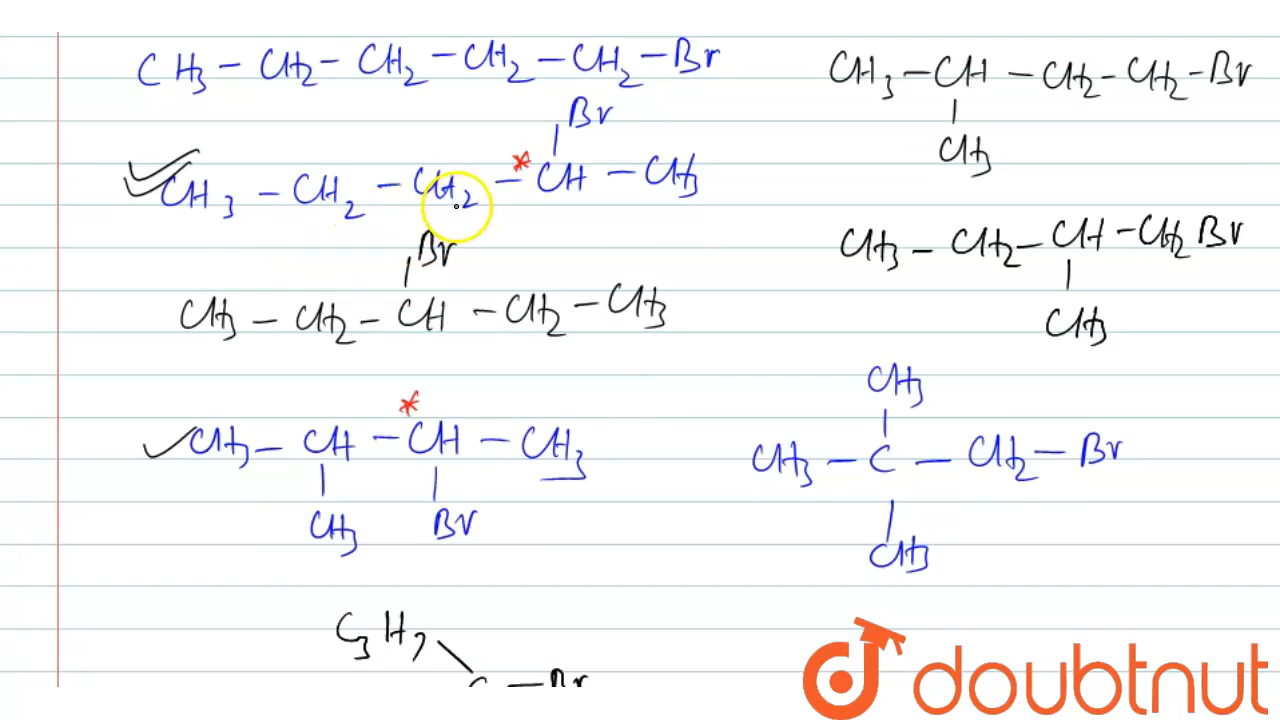 CH3 – CH2 – CH2 – CH2 – CH2 – Br
Br
CH3 – CH2 – CH2 – *CH – CH3
Br
CH3 – CH2 – CH – CH2 – CH3
*
CH3 – CH – CH – CH3
CH3 Br
C3H7
C – Br
CH3 – CH – CH2 – CH2 – Br
CH3
CH3 – CH2 – CH – CH2Br
CH3
CH3
CH3 – C – CH2 – Br
CH3
doubtnut